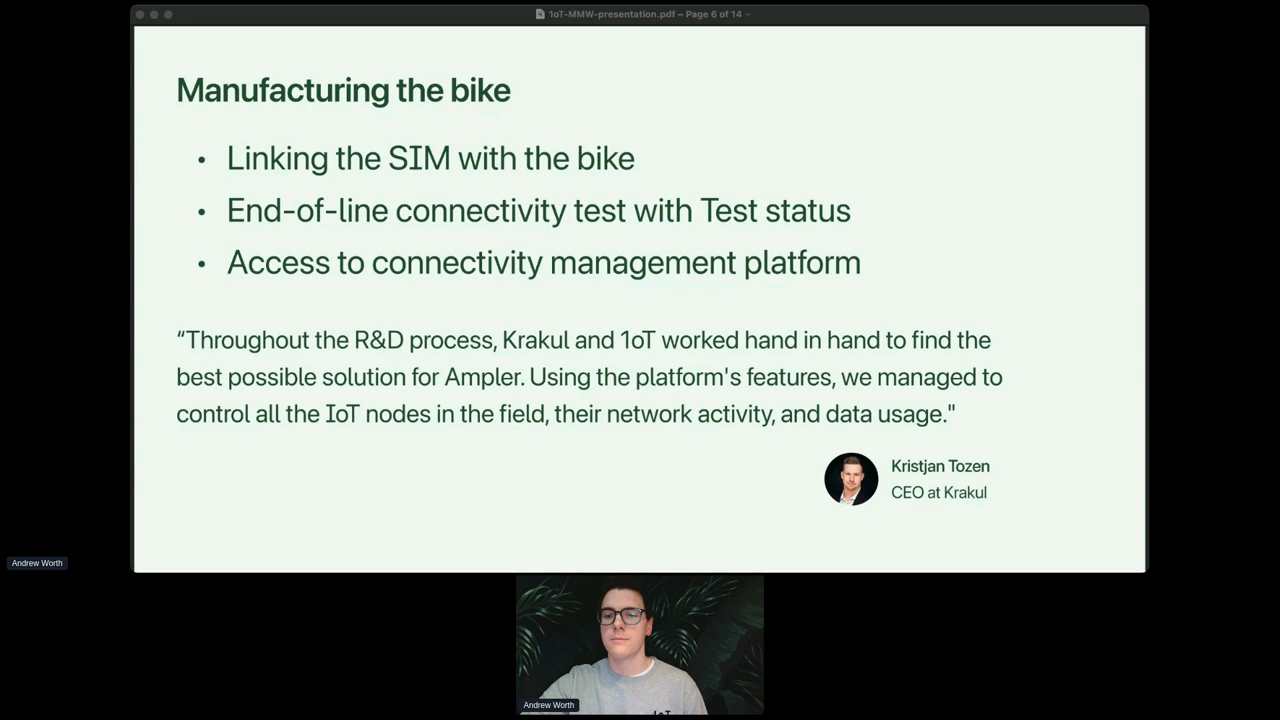 1oT-MMW-presentation.pdf – Page 6 of 14
Manufacturing the bike
• Linking the SIM with the bike
• End-of-line connectivity test with Test status
• Access to connectivity management platform
“Throughout the R&D process, Krakul and 1oT worked hand in hand to find the
best possible solution for Ampler. Using the platform's features, we managed to
control all the IoT nodes in the field, their network activity, and data usage."
Kristjan Tozen
CEO at Krakul
Andrew Worth
Andrew Worth